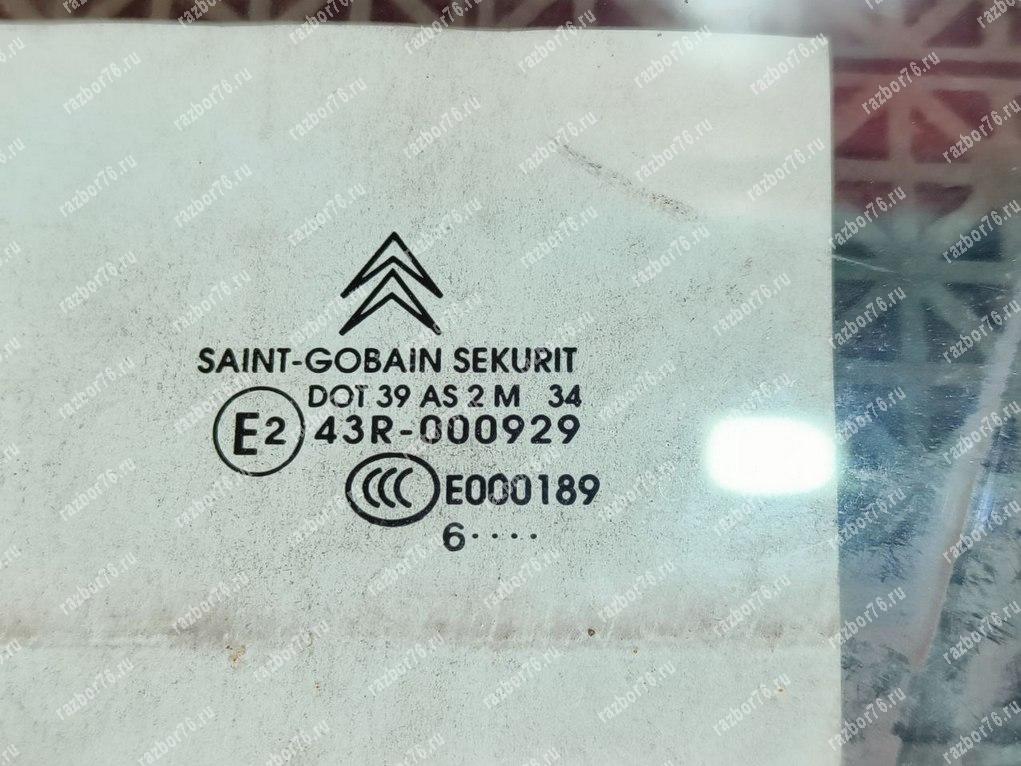 SAINT-GOBAIN SEKURIT
DOT 39 AS 2 M 34
E2 43R-000929
CCC E000189
6····
razbor76.ru